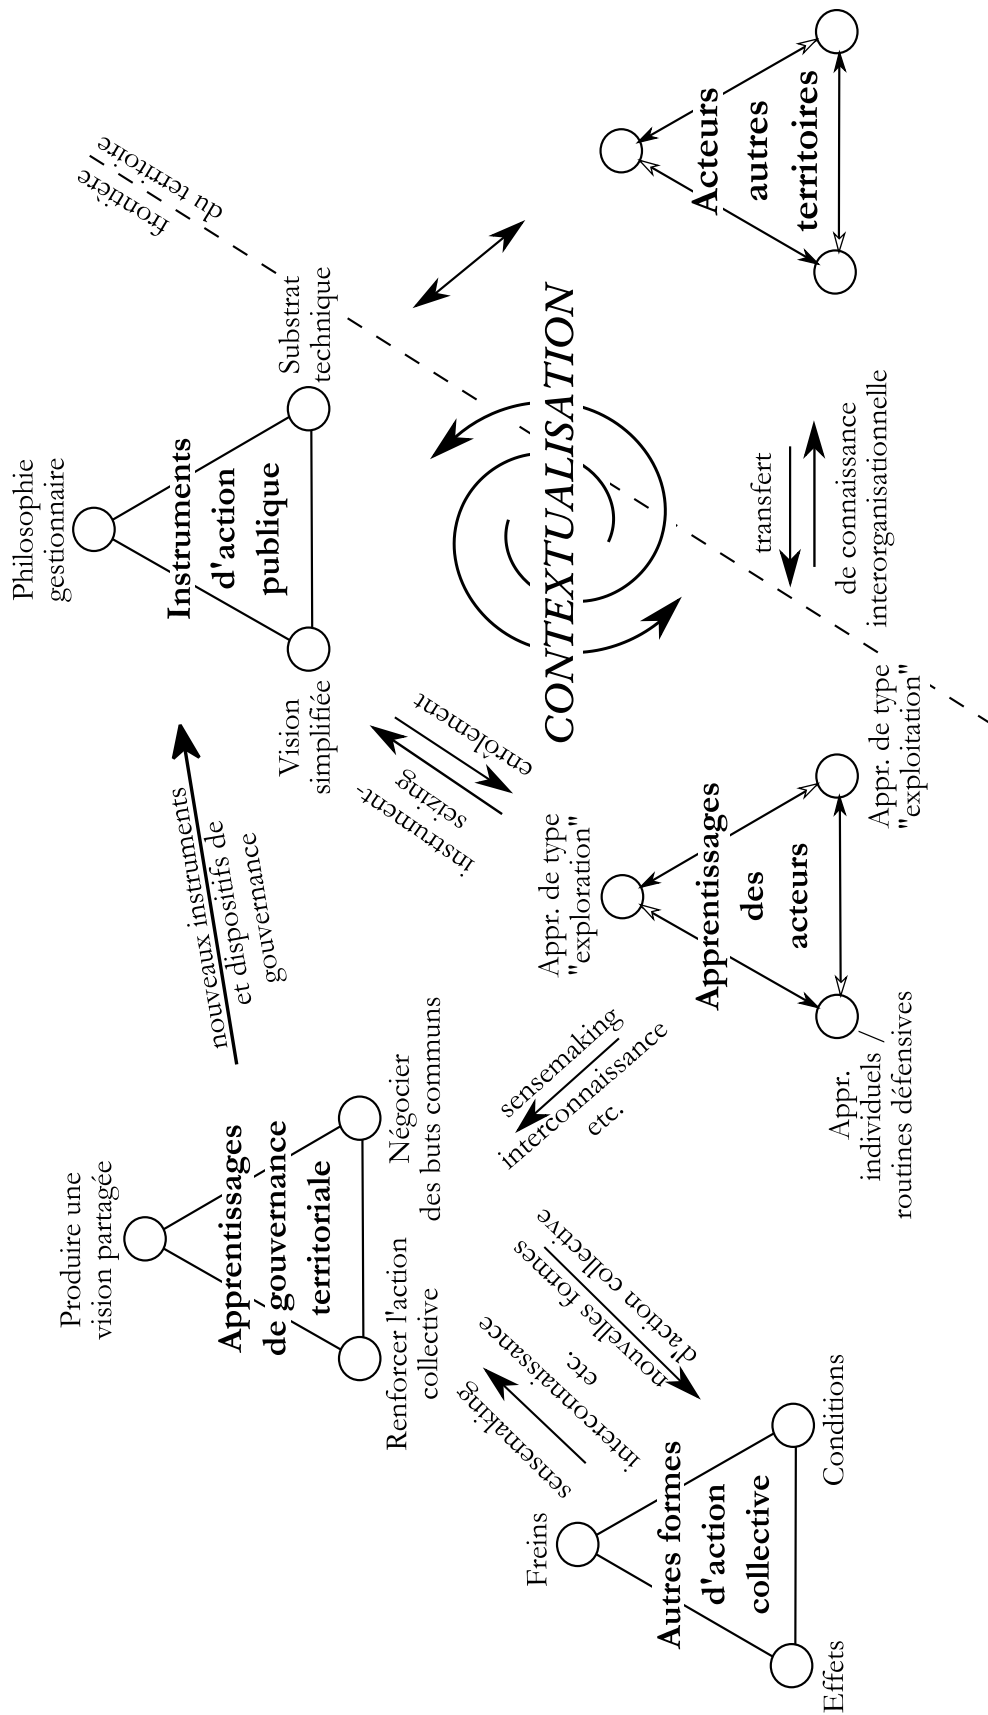 Produire une
vision partagée
Apprentissages
de gouvernance
territoriale
Renforcer l'action
collective
Négocier
des buts communs
nouveaux instruments
et dispositifs de
gouvernance
Philosophie
gestionnaire
Instruments
d'action
publique
Vision
simplifiée
Substrat
technique
frontière
du territoire
instrument-
seizing
enrôlement
CONTEXTUALISATION
sensemaking
interconnaissance
etc.
nouvelles formes
d'action collective
sensemaking
interconnaissance
etc.
Freins
Autres formes
d'action
collective
Effets
Conditions
Appr. de type
"exploration"
Apprentissages
des
acteurs
Appr.
individuels /
routines défensives
Appr. de type
"exploitation"
transfert
de connaissance
interorganisationnelle
Acteurs
autres
territoires